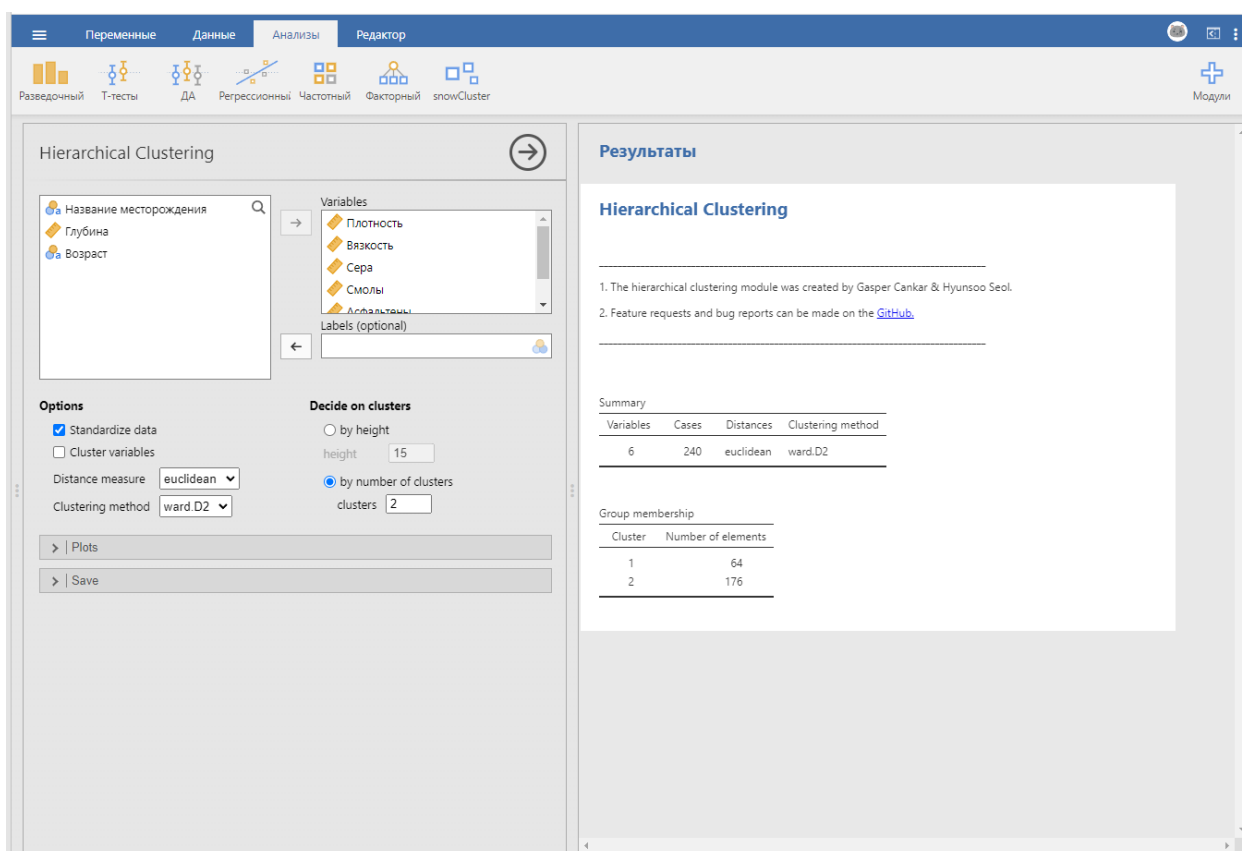 Переменные Данные Анализы Редактор
Разведочный T-тесты ДА Регрессионный Частотный Факторный snowCluster Модули
Hierarchical Clustering
Название месторождения
Глубина
Возраст
Variables
Плотность
Вязкость
Сера
Смолы
Асфальтены
Labels (optional)
Options
Standardize data
Cluster variables
Distance measure euclidean
Clustering method ward.D2
Decide on clusters
by height
height 15
by number of clusters
clusters 2
Plots
Save
Результаты
Hierarchical Clustering
1. The hierarchical clustering module was created by Gasper Cankar & Hyunsoo Seol.
2. Feature requests and bug reports can be made on the GitHub.
Summary
Variables Cases Distances Clustering method
6 240 euclidean ward.D2
Group membership
Cluster Number of elements
1 64
2 176